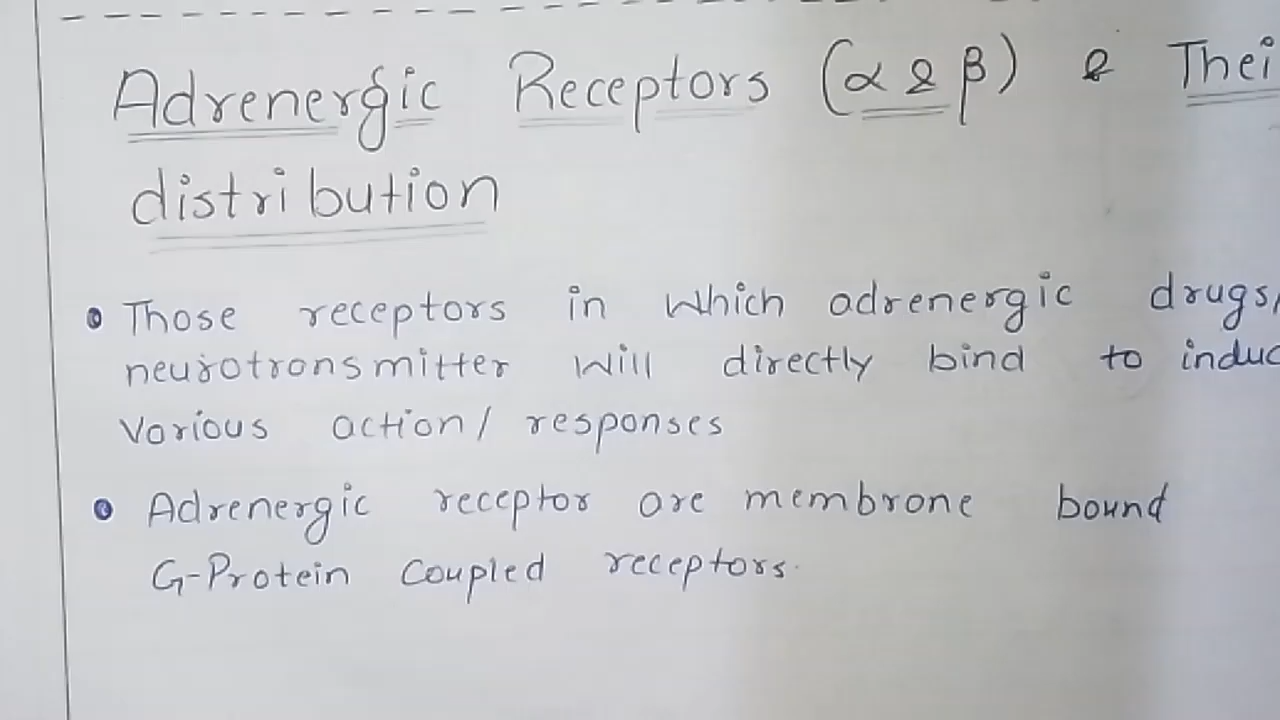 Adrenergic Receptors (α & β) & Thei
distribution
• Those receptors in which adrenergic drugs,
neurotransmitter will directly bind to induc
various action/ responses
• Adrenergic receptor are membrane bound
G-Protein coupled receptors.